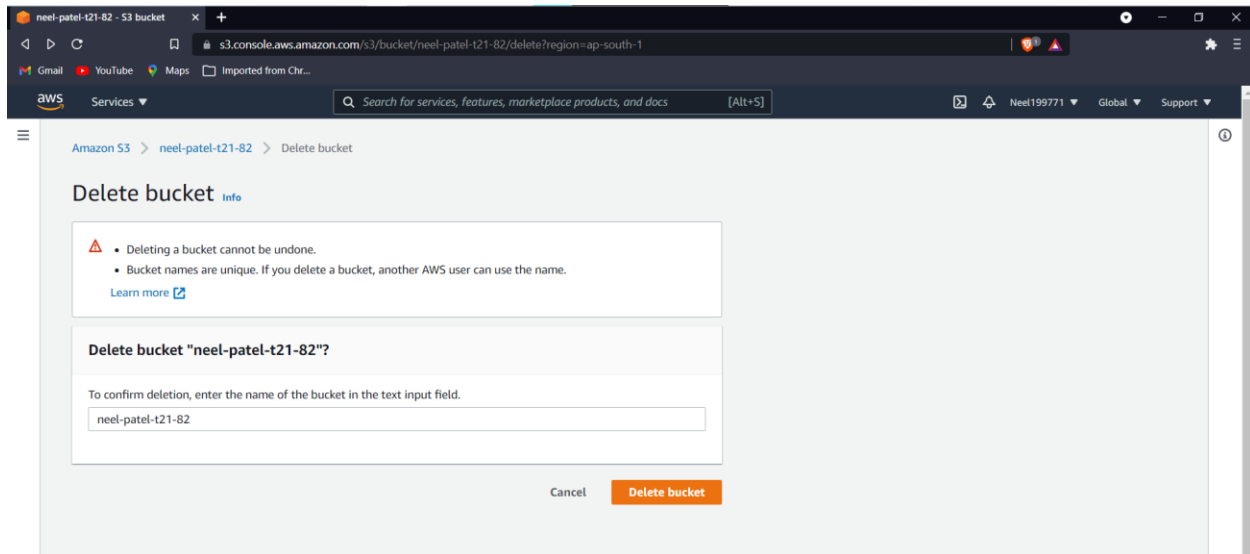 neel-patel-t21-82 - S3 bucket
s3.console.aws.amazon.com/s3/bucket/neel-patel-t21-82/delete?region=ap-south-1
Gmail YouTube Maps Imported from Chr...
aws Services ▼ Search for services, features, marketplace products, and docs [Alt+S] Neel199771 ▼ Global ▼ Support ▼
Amazon S3 > neel-patel-t21-82 > Delete bucket
Delete bucket Info
• Deleting a bucket cannot be undone.
• Bucket names are unique. If you delete a bucket, another AWS user can use the name.
Learn more
Delete bucket "neel-patel-t21-82"?
To confirm deletion, enter the name of the bucket in the text input field.
neel-patel-t21-82
Cancel Delete bucket